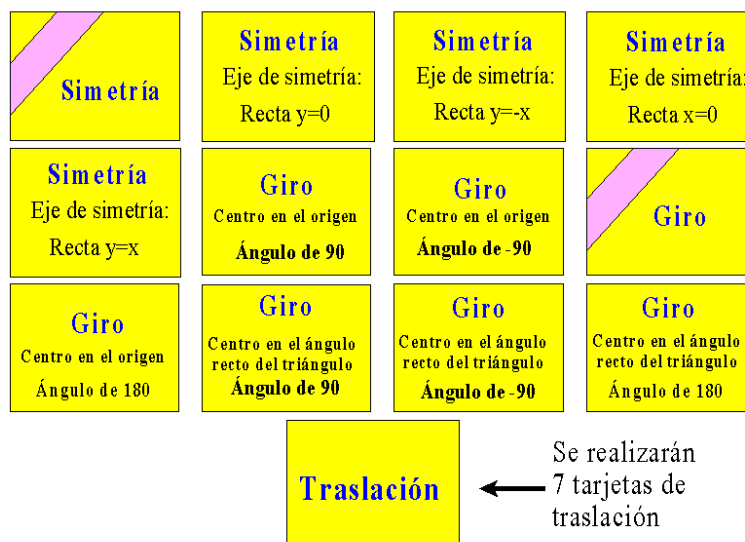 Simetría
Simetría
Eje de simetría:
Recta y=0
Simetría
Eje de simetría:
Recta y=-x
Simetría
Eje de simetría:
Recta x=0
Simetría
Eje de simetría:
Recta y=x
Giro
Centro en el origen
Ángulo de 90
Giro
Centro en el origen
Ángulo de -90
Giro
Giro
Centro en el origen
Ángulo de 180
Giro
Centro en el ángulo
recto del triángulo
Ángulo de 90
Giro
Centro en el ángulo
recto del triángulo
Ángulo de -90
Giro
Centro en el ángulo
recto del triángulo
Ángulo de 180
Traslación
Se realizarán
7 tarjetas de
traslación